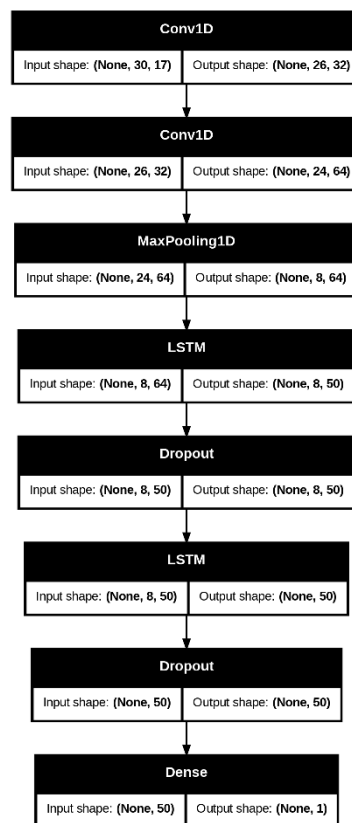 Conv1D
Input shape: (None, 30, 17) Output shape: (None, 26, 32)
Conv1D
Input shape: (None, 26, 32) Output shape: (None, 24, 64)
MaxPooling1D
Input shape: (None, 24, 64) Output shape: (None, 8, 64)
LSTM
Input shape: (None, 8, 64) Output shape: (None, 8, 50)
Dropout
Input shape: (None, 8, 50) Output shape: (None, 8, 50)
LSTM
Input shape: (None, 8, 50) Output shape: (None, 50)
Dropout
Input shape: (None, 50) Output shape: (None, 50)
Dense
Input shape: (None, 50) Output shape: (None, 1)